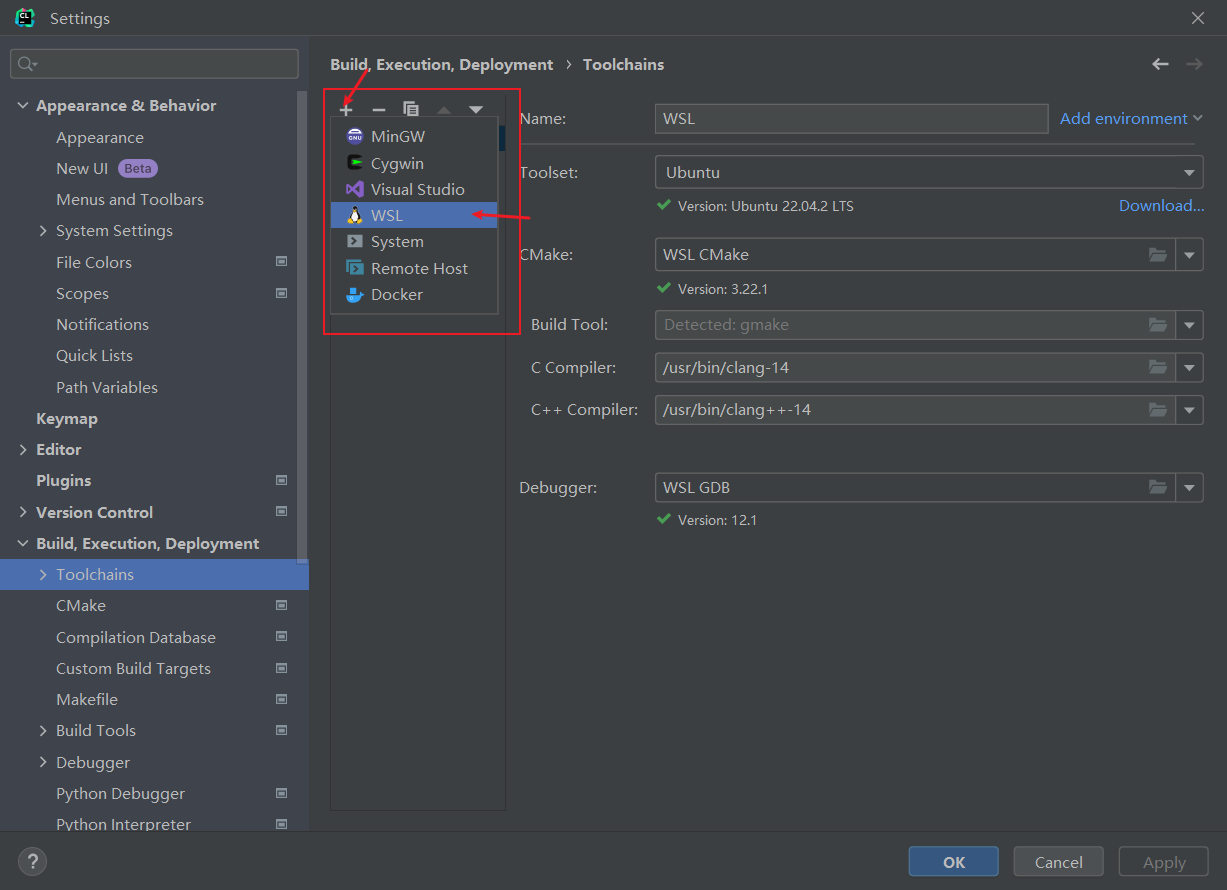 Settings
Appearance & Behavior
Appearance
New UI Beta
Menus and Toolbars
System Settings
File Colors
Scopes
Notifications
Quick Lists
Path Variables
Keymap
Editor
Plugins
Version Control
Build, Execution, Deployment
Toolchains
CMake
Compilation Database
Custom Build Targets
Makefile
Build Tools
Debugger
Python Debugger
Python Interpreter
Build, Execution, Deployment › Toolchains
MinGW
Cygwin
Visual Studio
WSL
System
Remote Host
Docker
Name: WSL Add environment
Toolset: Ubuntu
Version: Ubuntu 22.04.2 LTS Download...
CMake: WSL CMake
Version: 3.22.1
Build Tool: Detected: gmake
C Compiler: /usr/bin/clang-14
C++ Compiler: /usr/bin/clang++-14
Debugger: WSL GDB
Version: 12.1
? OK Cancel Apply